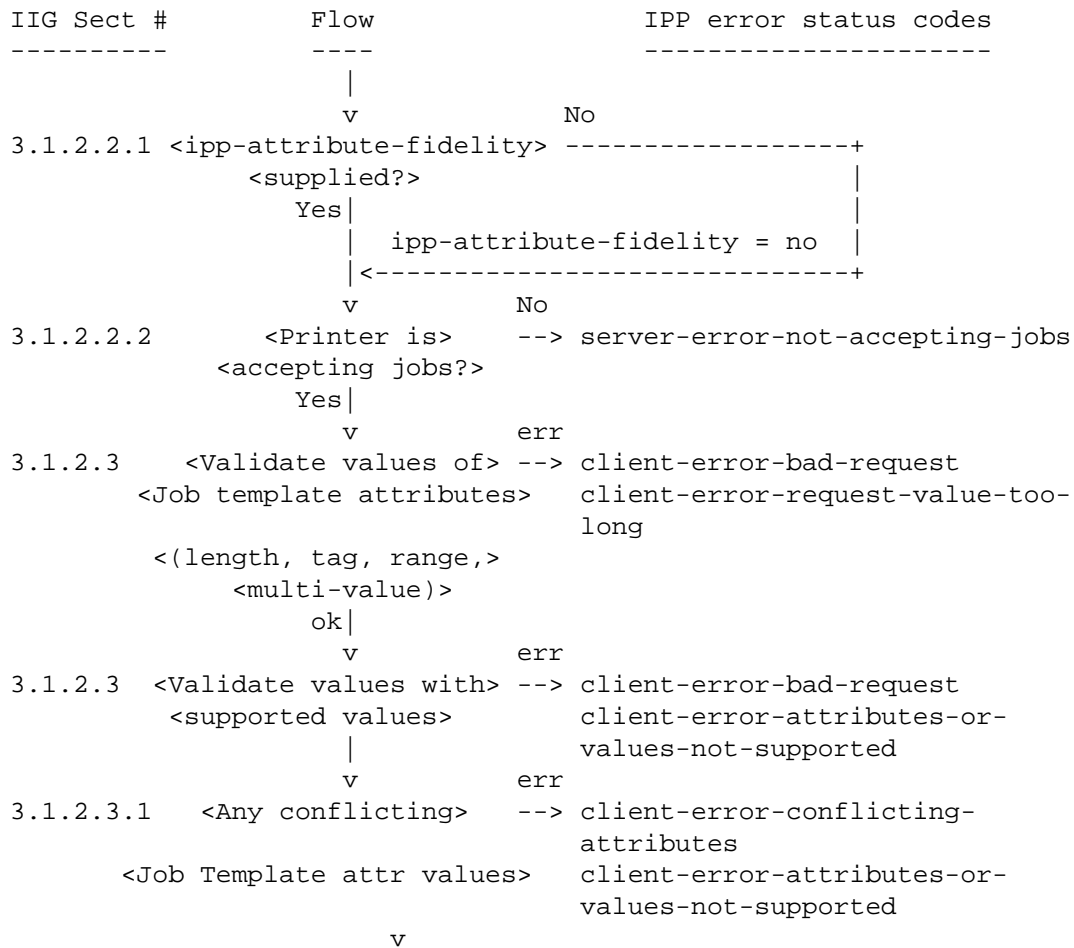 IIG Sect #           Flow                 IPP error status codes
----------           ----                 ----------------------
                     |
                     v             No
3.1.2.2.1 <ipp-attribute-fidelity> ------------------+
               <supplied?>                           |
                  Yes|                               |
                     |  ipp-attribute-fidelity = no  |
                     |<------------------------------+
                     v          No
3.1.2.2.2       <Printer is>    --> server-error-not-accepting-jobs
             <accepting jobs?>
                  Yes|
                     v          err
3.1.2.3    <Validate values of> --> client-error-bad-request
        <Job template attributes>   client-error-request-value-too-
                                    long
         <(length, tag, range,>
              <multi-value)>
                   ok|
                     v          err
3.1.2.3  <Validate values with> --> client-error-bad-request
          <supported values>        client-error-attributes-or-
                     |              values-not-supported
                     v          err
3.1.2.3.1   <Any conflicting>   --> client-error-conflicting-
                                    attributes
       <Job Template attr values>   client-error-attributes-or-
                                    values-not-supported
                        v